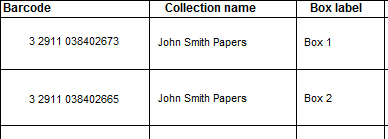 Barcode Collection name Box label
3 2911 038402673 John Smith Papers Box 1
3 2911 038402665 John Smith Papers Box 2